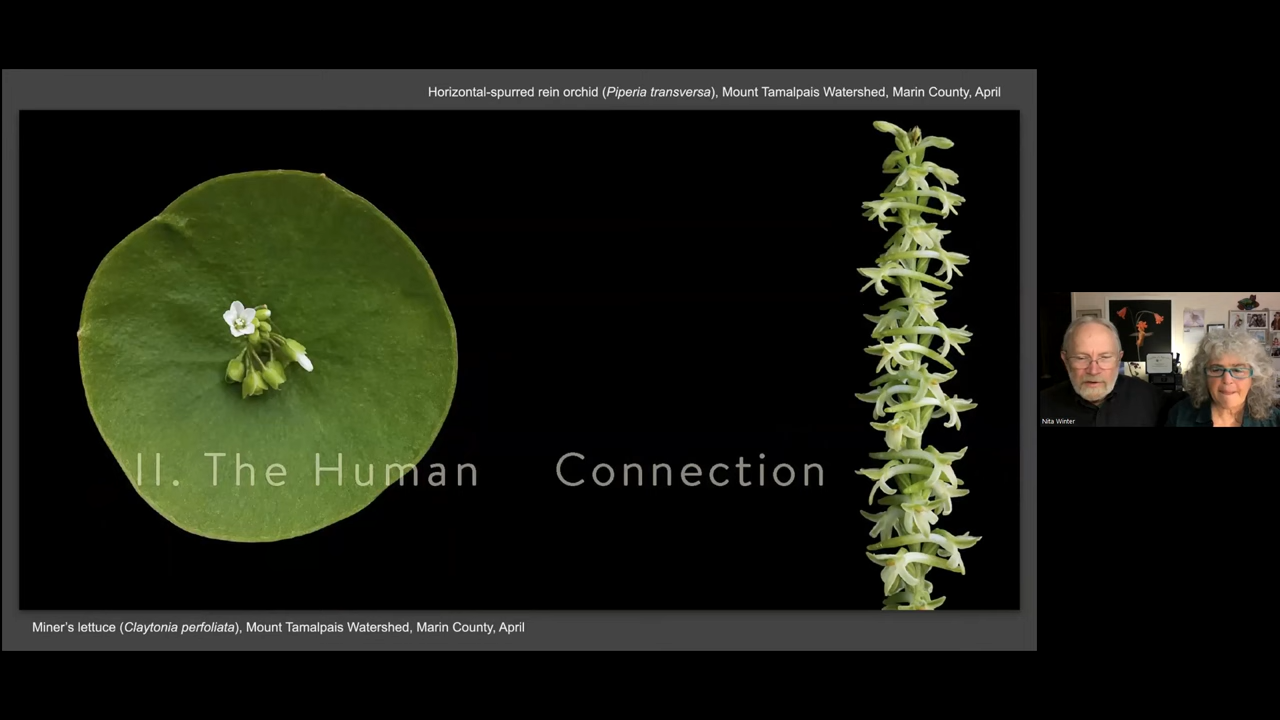 Horizontal-spurred rein orchid (Piperia transversa), Mount Tamalpais Watershed, Marin County, April
II. The Human Connection
Nita Winter
Miner's lettuce (Claytonia perfoliata), Mount Tamalpais Watershed, Marin County, April